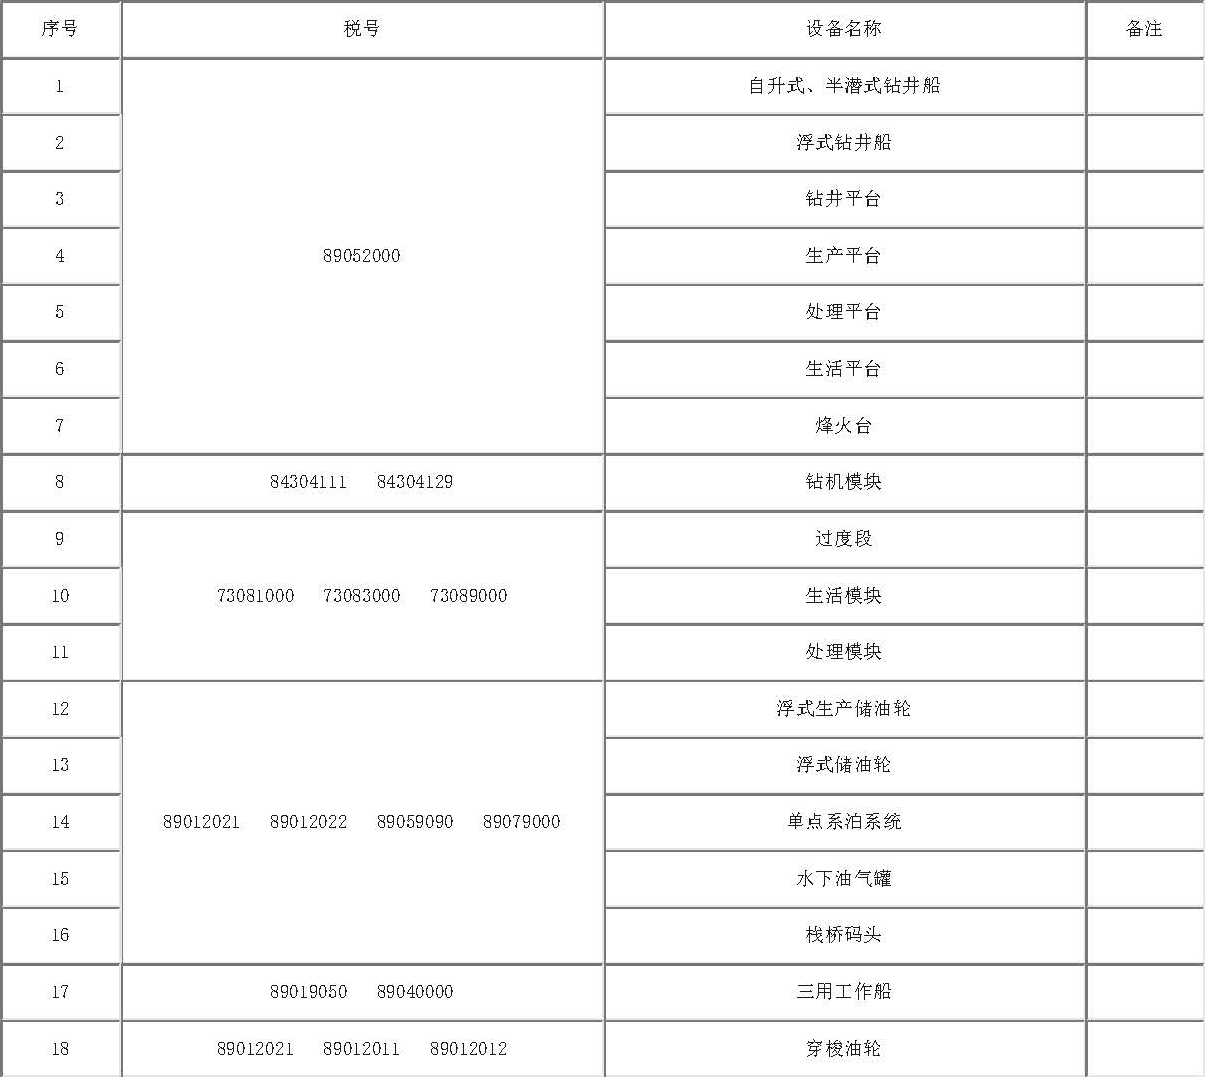 序号 税号 设备名称 备注
1 自升式、半潜式钻井船
2 浮式钻井船
3 钻井平台
4 89052000 生产平台
5 处理平台
6 生活平台
7 烽火台
8 84304111 84304129 钻机模块
9 过度段
10 73081000 73083000 73089000 生活模块
11 处理模块
12 浮式生产储油轮
13 浮式储油轮
14 89012021 89012022 89059090 89079000 单点系泊系统
15 水下油气罐
16 栈桥码头
17 89019050 89040000 三用工作船
18 89012021 89012011 89012012 穿梭油轮